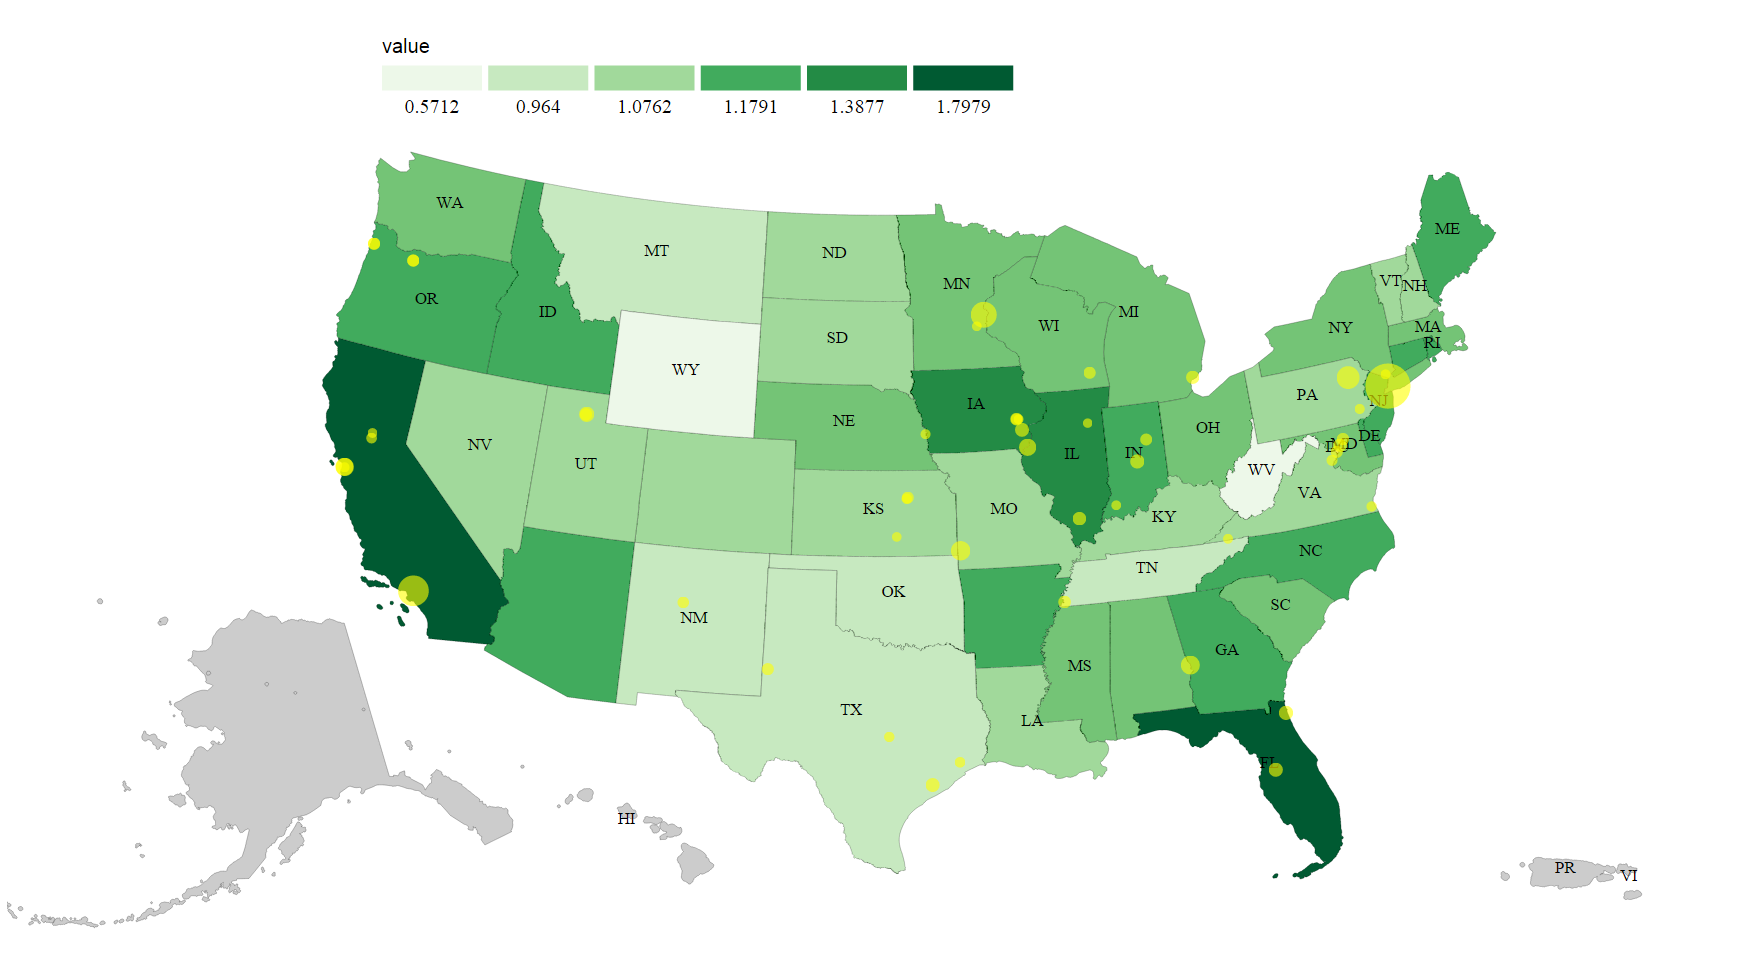 value
0.5712 0.964 1.0762 1.1791 1.3877 1.7979
WA
ME
MT
ND
VT
NH
MN
OR
ID
MI
WI
NY
MA
SD
RI
WY
PA
NJ
IA
NE
OH
DE
MD
NV
IN
IL
UT
WV
VA
KS
MO
KY
NC
TN
OK
SC
NM
GA
MS
TX
LA
FL
HI
PR
VI